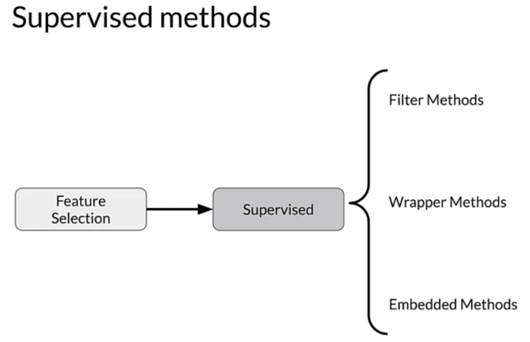 Supervised methods
Filter Methods
Feature
Selection
Supervised
Wrapper Methods
Embedded Methods